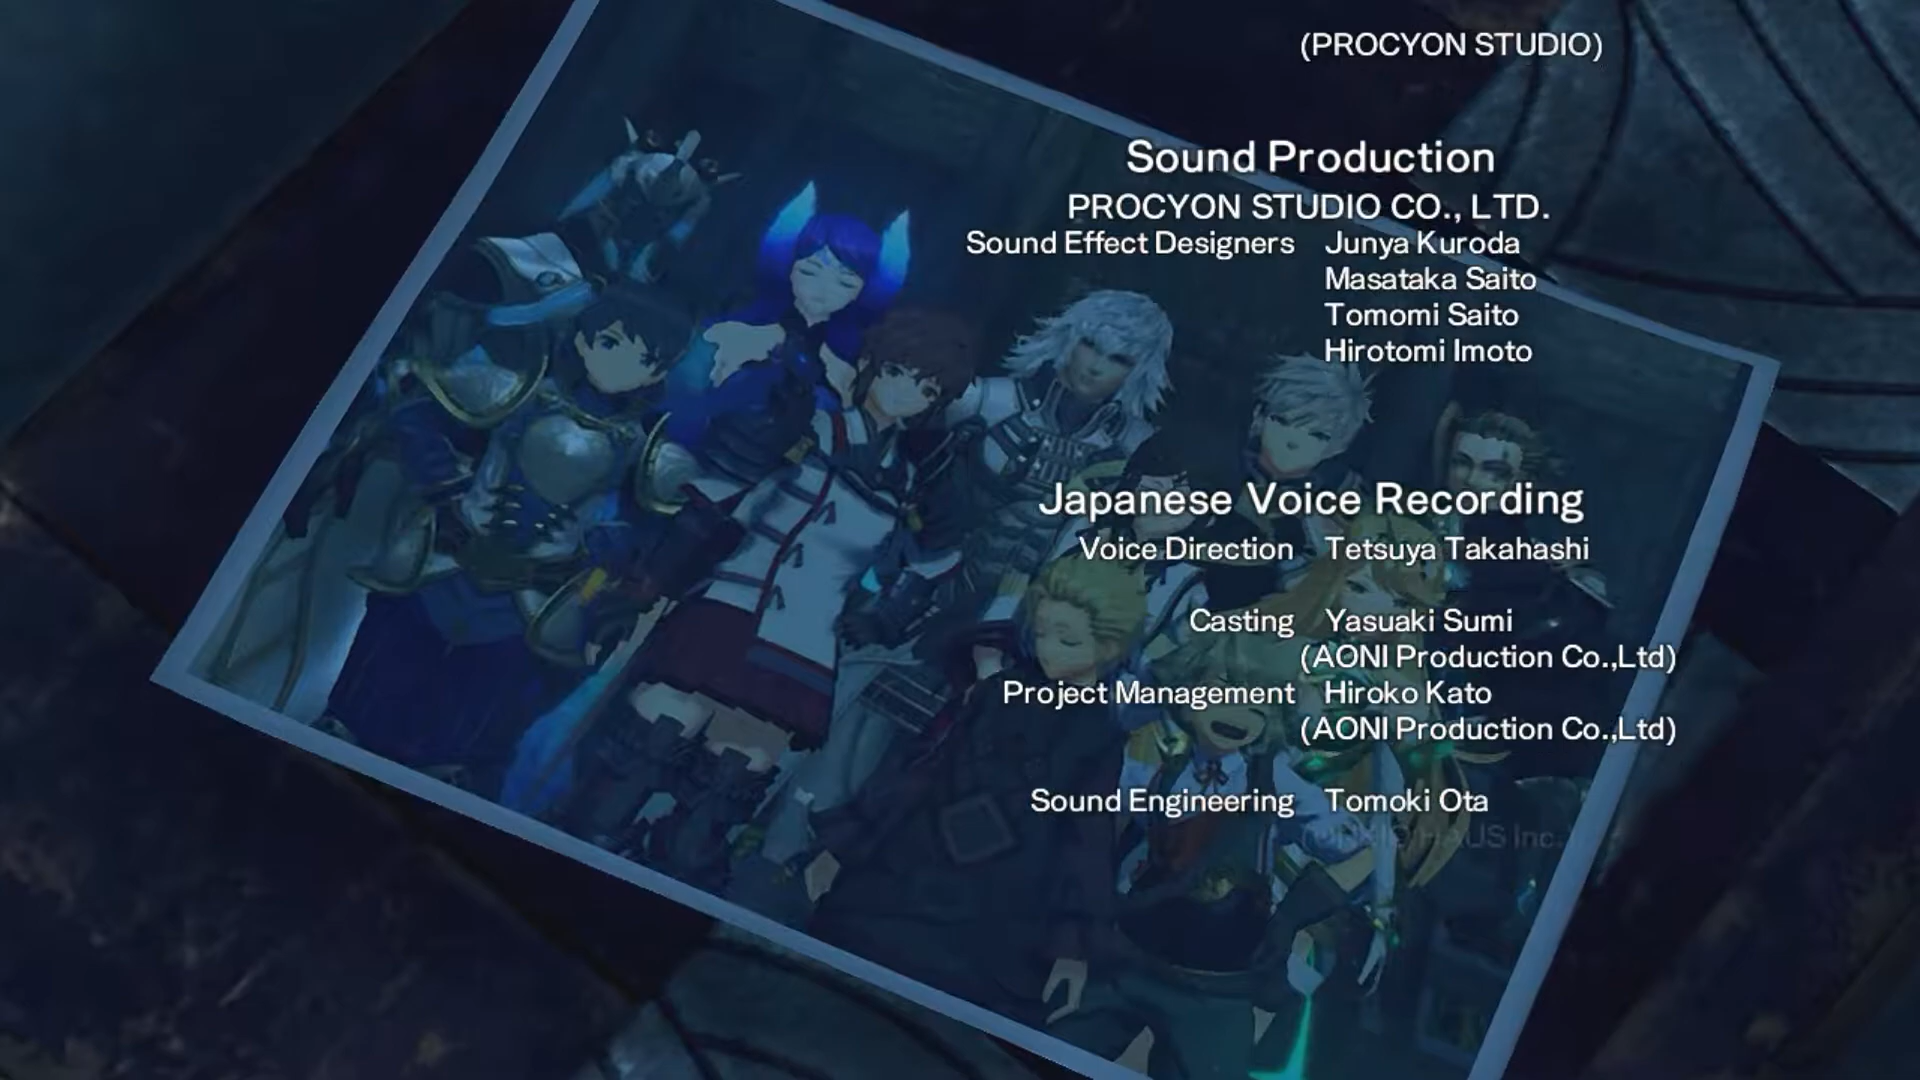 (PROCYON STUDIO)
Sound Production
PROCYON STUDIO CO., LTD.
Sound Effect Designers Junya Kuroda
Masataka Saito
Tomomi Saito
Hirotomi Imoto
Japanese Voice Recording
Voice Direction Tetsuya Takahashi
Casting Yasuaki Sumi
(AONI Production Co.,Ltd)
Project Management Hiroko Kato
(AONI Production Co.,Ltd)
Sound Engineering Tomoki Ota
HAUS Inc.